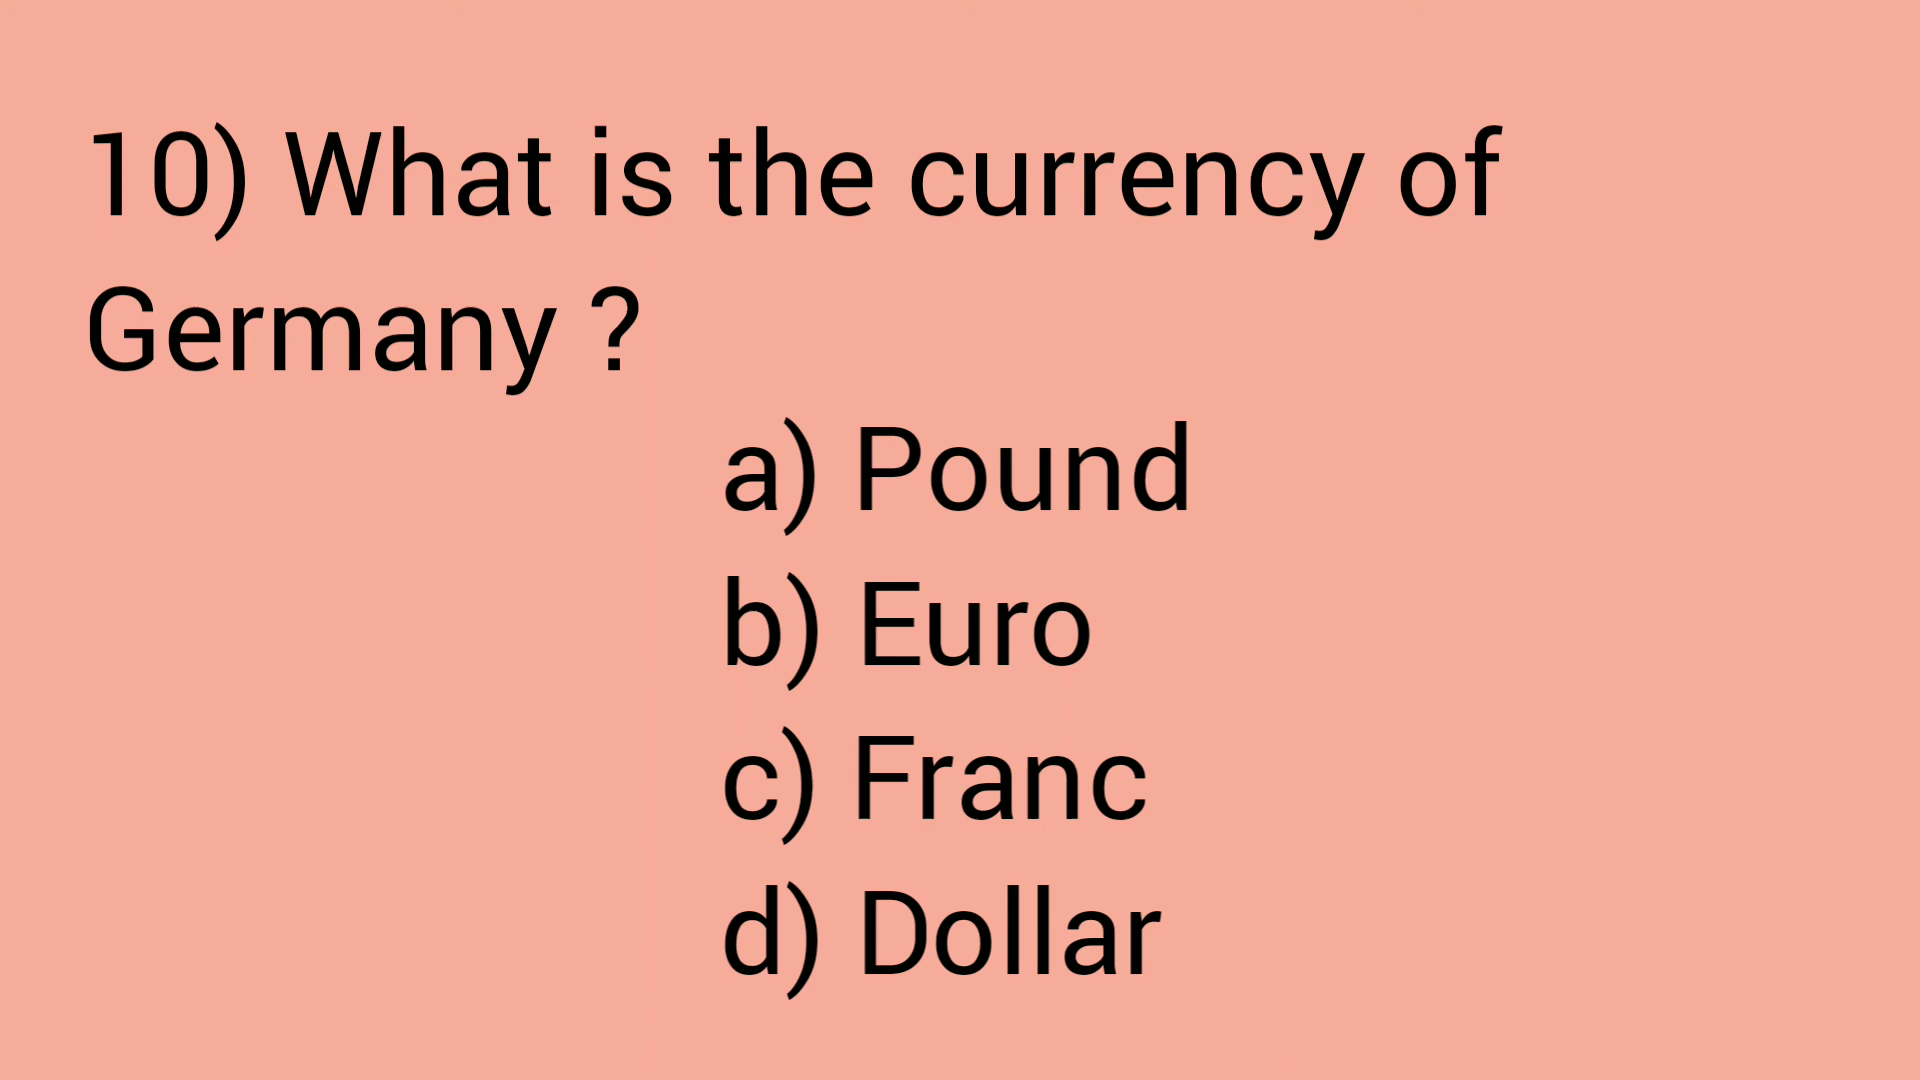 10) What is the currency of
Germany ?
a) Pound
b) Euro
c) Franc
d) Dollar